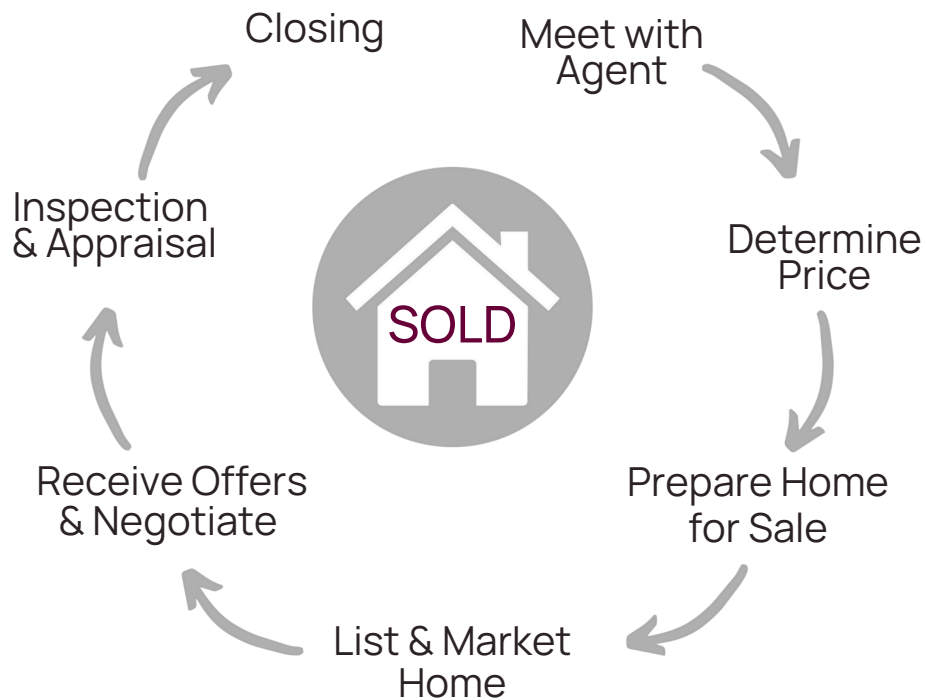 Meet with
Agent
Determine
Price
Prepare Home
for Sale
List & Market
Home
Receive Offers
& Negotiate
Inspection
& Appraisal
Closing
SOLD